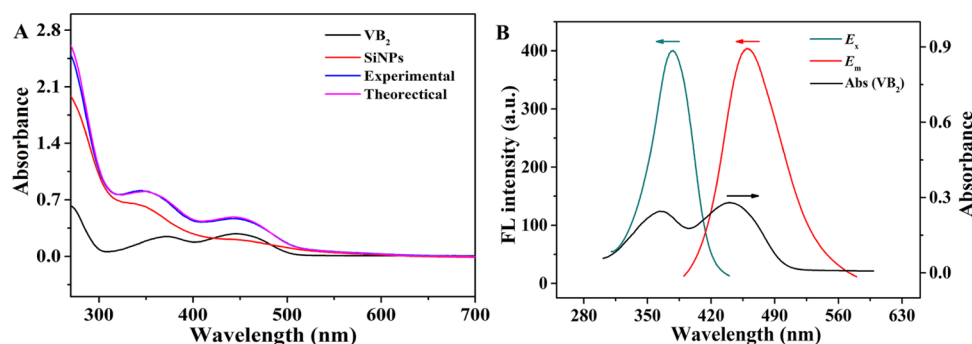 A
VB2
SiNPs
Experimental
Theorectical
2.8
2.1
1.4
0.7
0.0
Absorbance
300 400 500 600 700
Wavelength (nm)
B
Ex
Em
Abs (VB2)
400
300
200
150
100
50
0
FL intensity (a.u.)
0.9
0.6
0.3
0.0
Absorbance
280 350 420 490 560 630
Wavelength (nm)